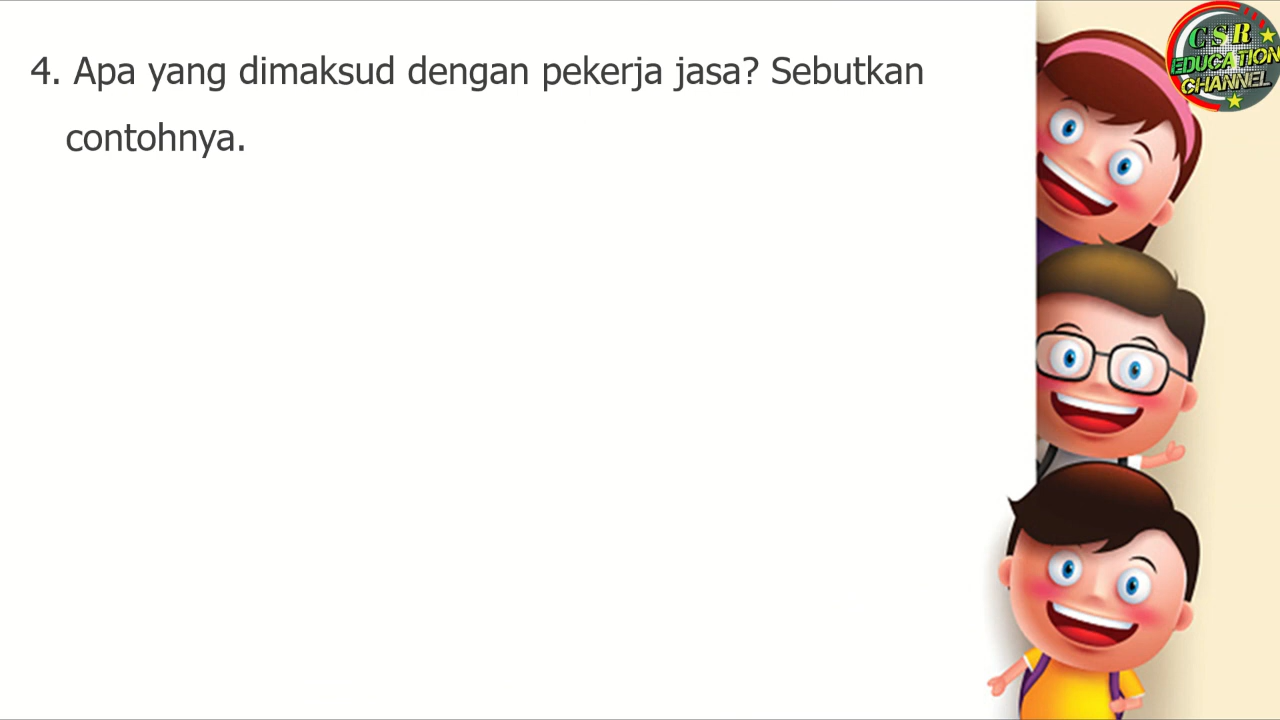 4. Apa yang dimaksud dengan pekerja jasa? Sebutkan
contohnya.
CSR
EDUCATION
CHANNEL